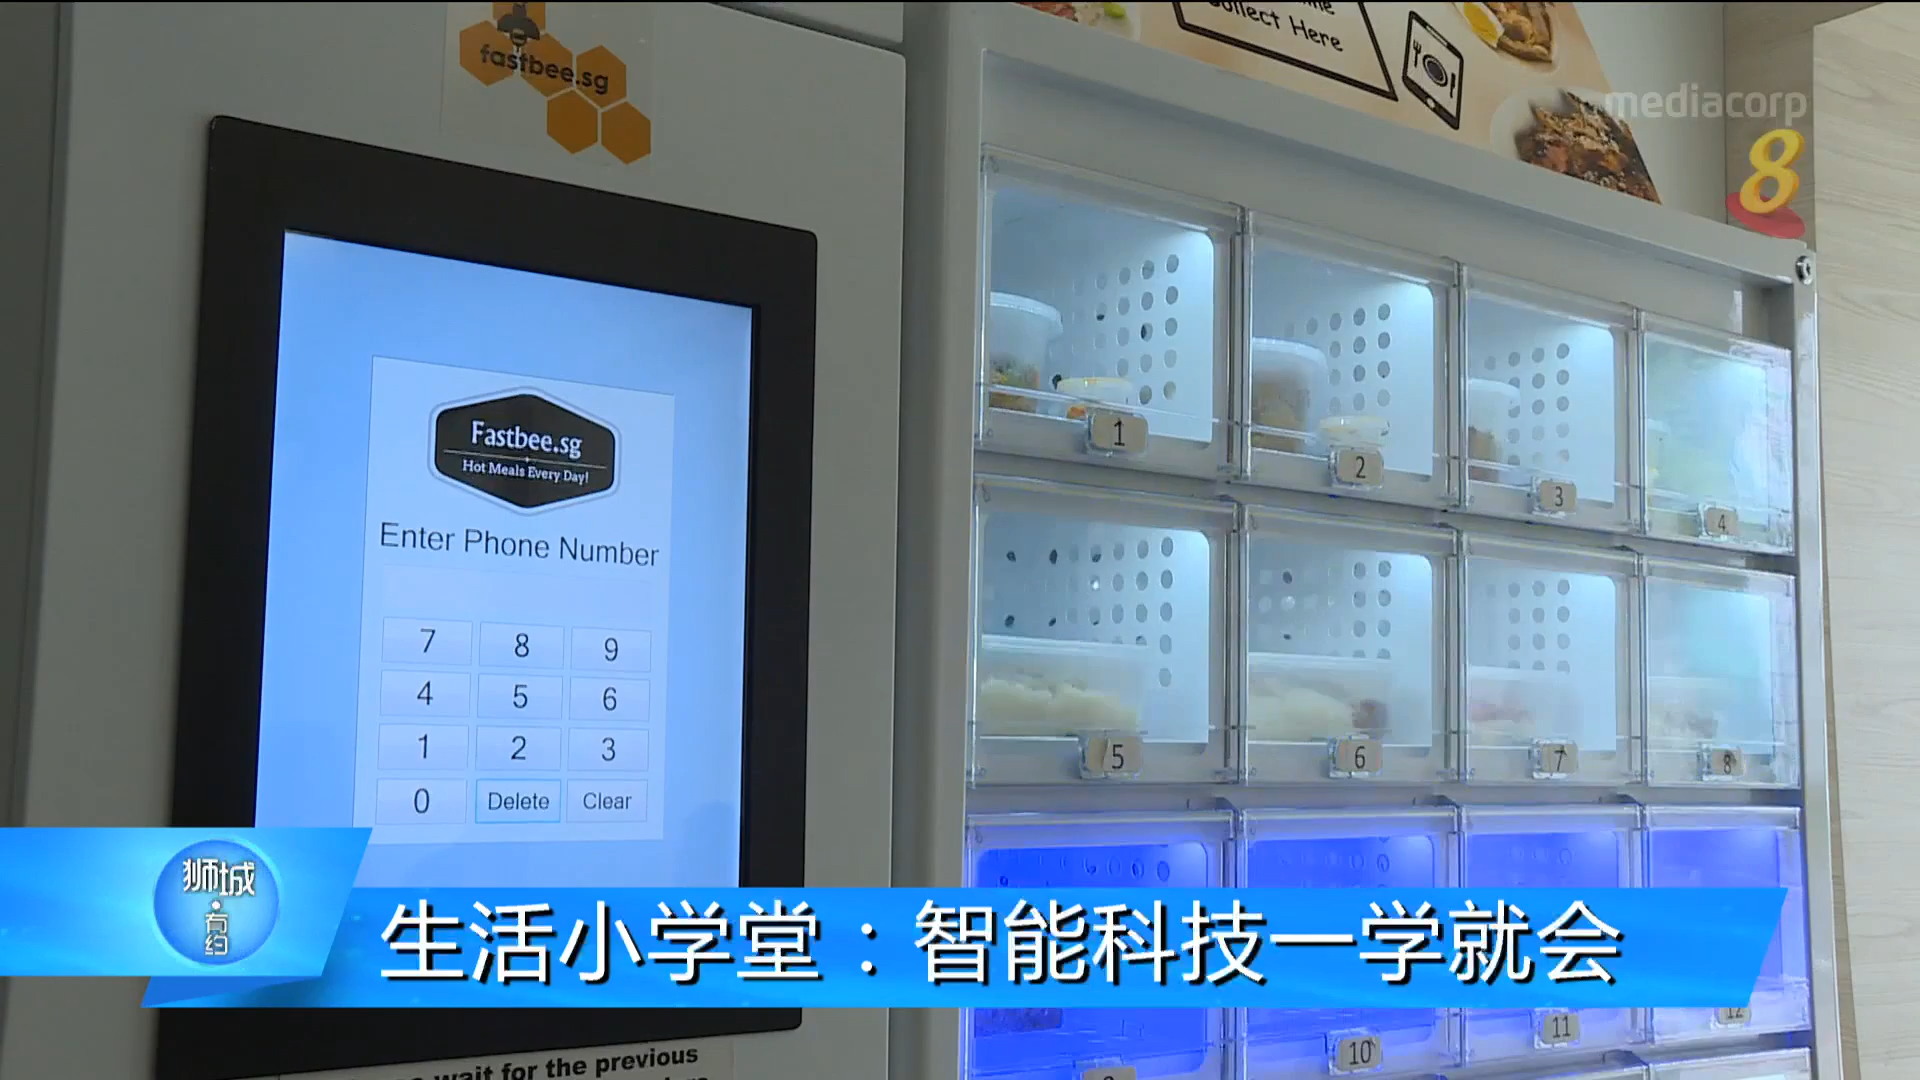 fastbee.sg
Collect Here
mediacorp
8
Fastbee.sg
Hot Meals Every Day!
Enter Phone Number
7 8 9
4 5 6
1 2 3
0 Delete Clear
1 2 3 4
5 6 7 8
10 11 12
狮城
有约
生活小学堂：智能科技一学就会
wait for the previous